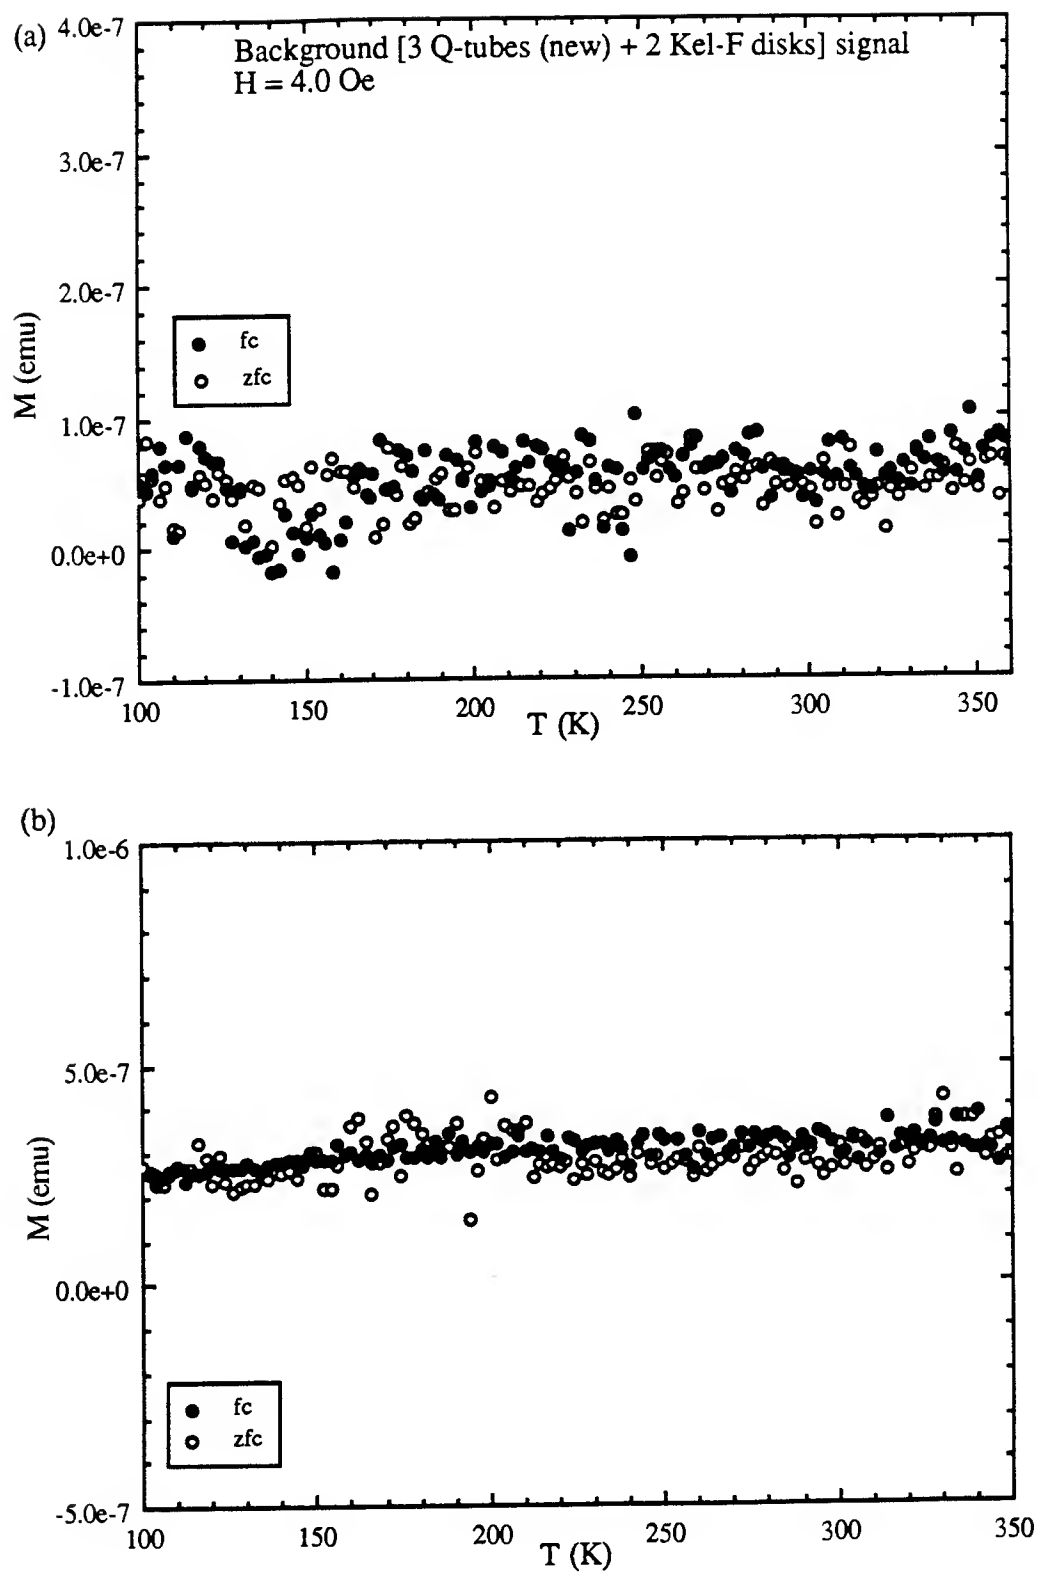 (a)
4.0e-7
Background [3 Q-tubes (new) + 2 Kel-F disks] signal
H = 4.0 Oe
3.0e-7
2.0e-7
fc
zfc
M (emu)
1.0e-7
0.0e+0
-1.0e-7
100 150 200 250 300 350
T (K)
(b)
1.0e-6
5.0e-7
M (emu)
0.0e+0
fc
zfc
-5.0e-7
100 150 200 250 300 350
T (K)